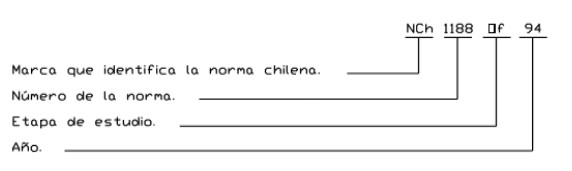 NCh 1188 Of 94
Marca que identifica la norma chilena.
Número de la norma.
Etapa de estudio.
Año.